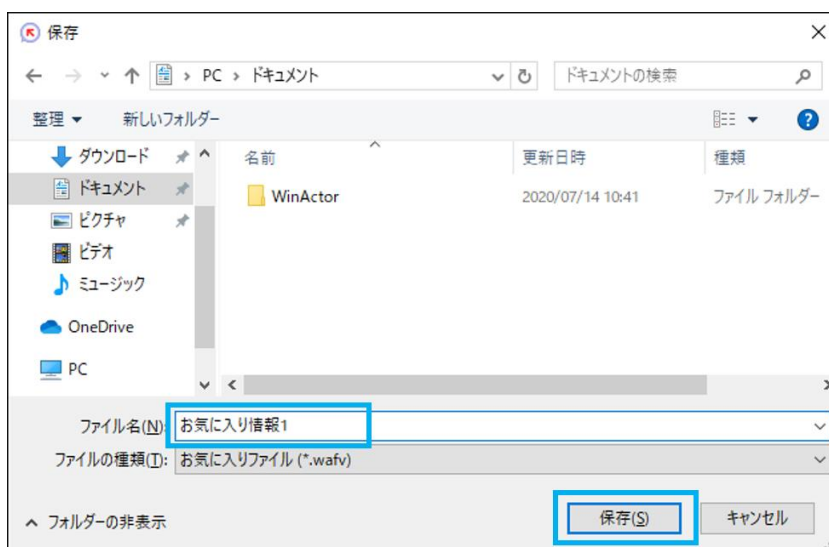 保存
PC › ドキュメント
ドキュメントの検索
整理 新しいフォルダー
ダウンロード
ドキュメント
ピクチャ
ビデオ
ミュージック
OneDrive
PC
名前 更新日時 種類
WinActor 2020/07/14 10:41 ファイル フォルダー
ファイル名(N): お気に入り情報1
ファイルの種類(T): お気に入りファイル (*.wafv)
フォルダーの非表示
保存(S) キャンセル